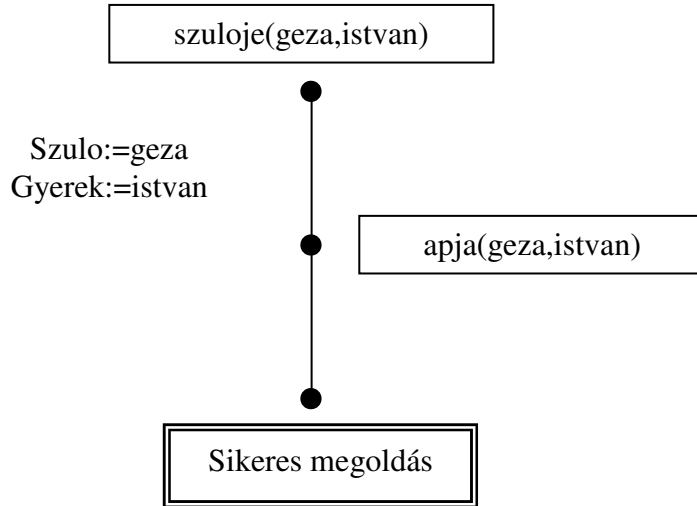 szuloje(geza,istvan)
Szulo:=geza
Gyerek:=istvan
apja(geza,istvan)
Sikeres megoldás